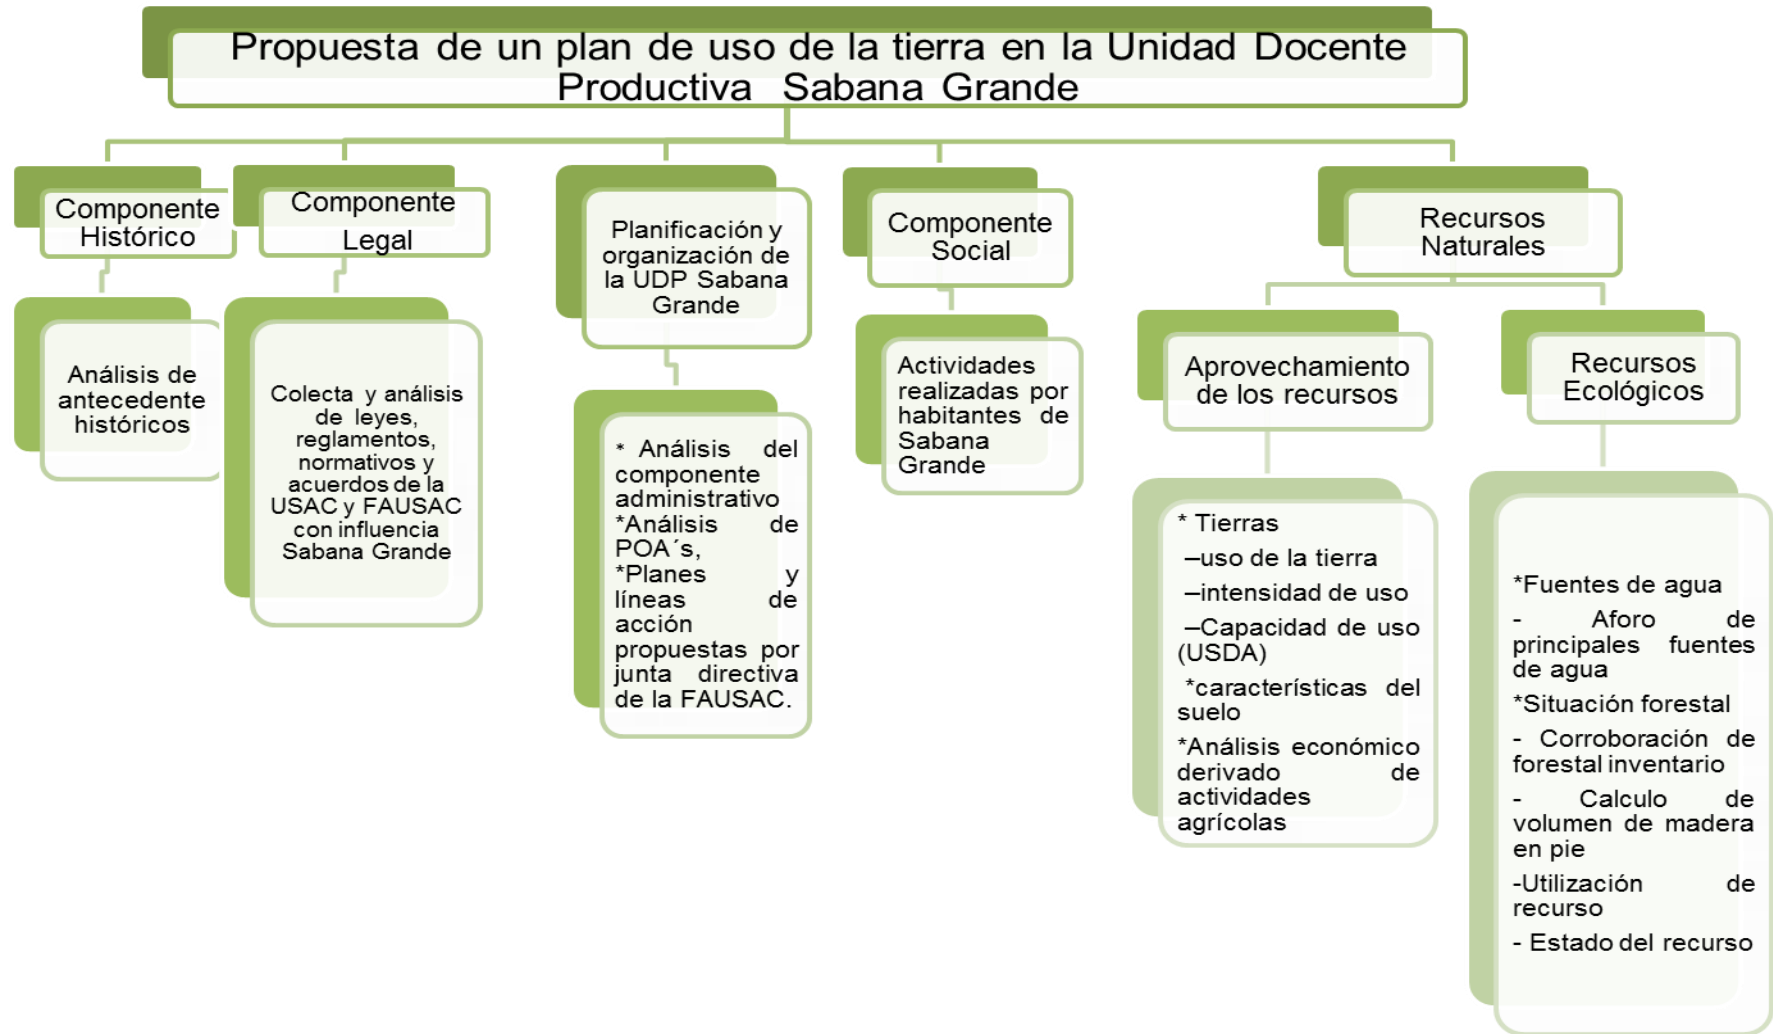 Propuesta de un plan de uso de la tierra en la Unidad Docente
Productiva Sabana Grande
Componente
Histórico
Análisis de
antecedente
históricos
Componente
Legal
Colecta y análisis
de leyes,
reglamentos,
normativos y
acuerdos de la
USAC y FAUSAC
con influencia
Sabana Grande
Planificación y
organización de
la UDP Sabana
Grande
* Análisis del
componente
administrativo
*Análisis de
POA´s,
*Planes y
líneas de
acción
propuestas por
junta directiva
de la FAUSAC.
Componente
Social
Actividades
realizadas por
habitantes de
Sabana
Grande
Recursos
Naturales
Aprovechamiento
de los recursos
* Tierras
–uso de la tierra
–intensidad de uso
–Capacidad de uso
(USDA)
*características del
suelo
*Análisis económico
derivado de
actividades
agrícolas
Recursos
Ecológicos
*Fuentes de agua
- Aforo de
principales fuentes
de agua
*Situación forestal
- Corroboración de
forestal inventario
- Calculo de
volumen de madera
en pie
-Utilización de
recurso
- Estado del recurso